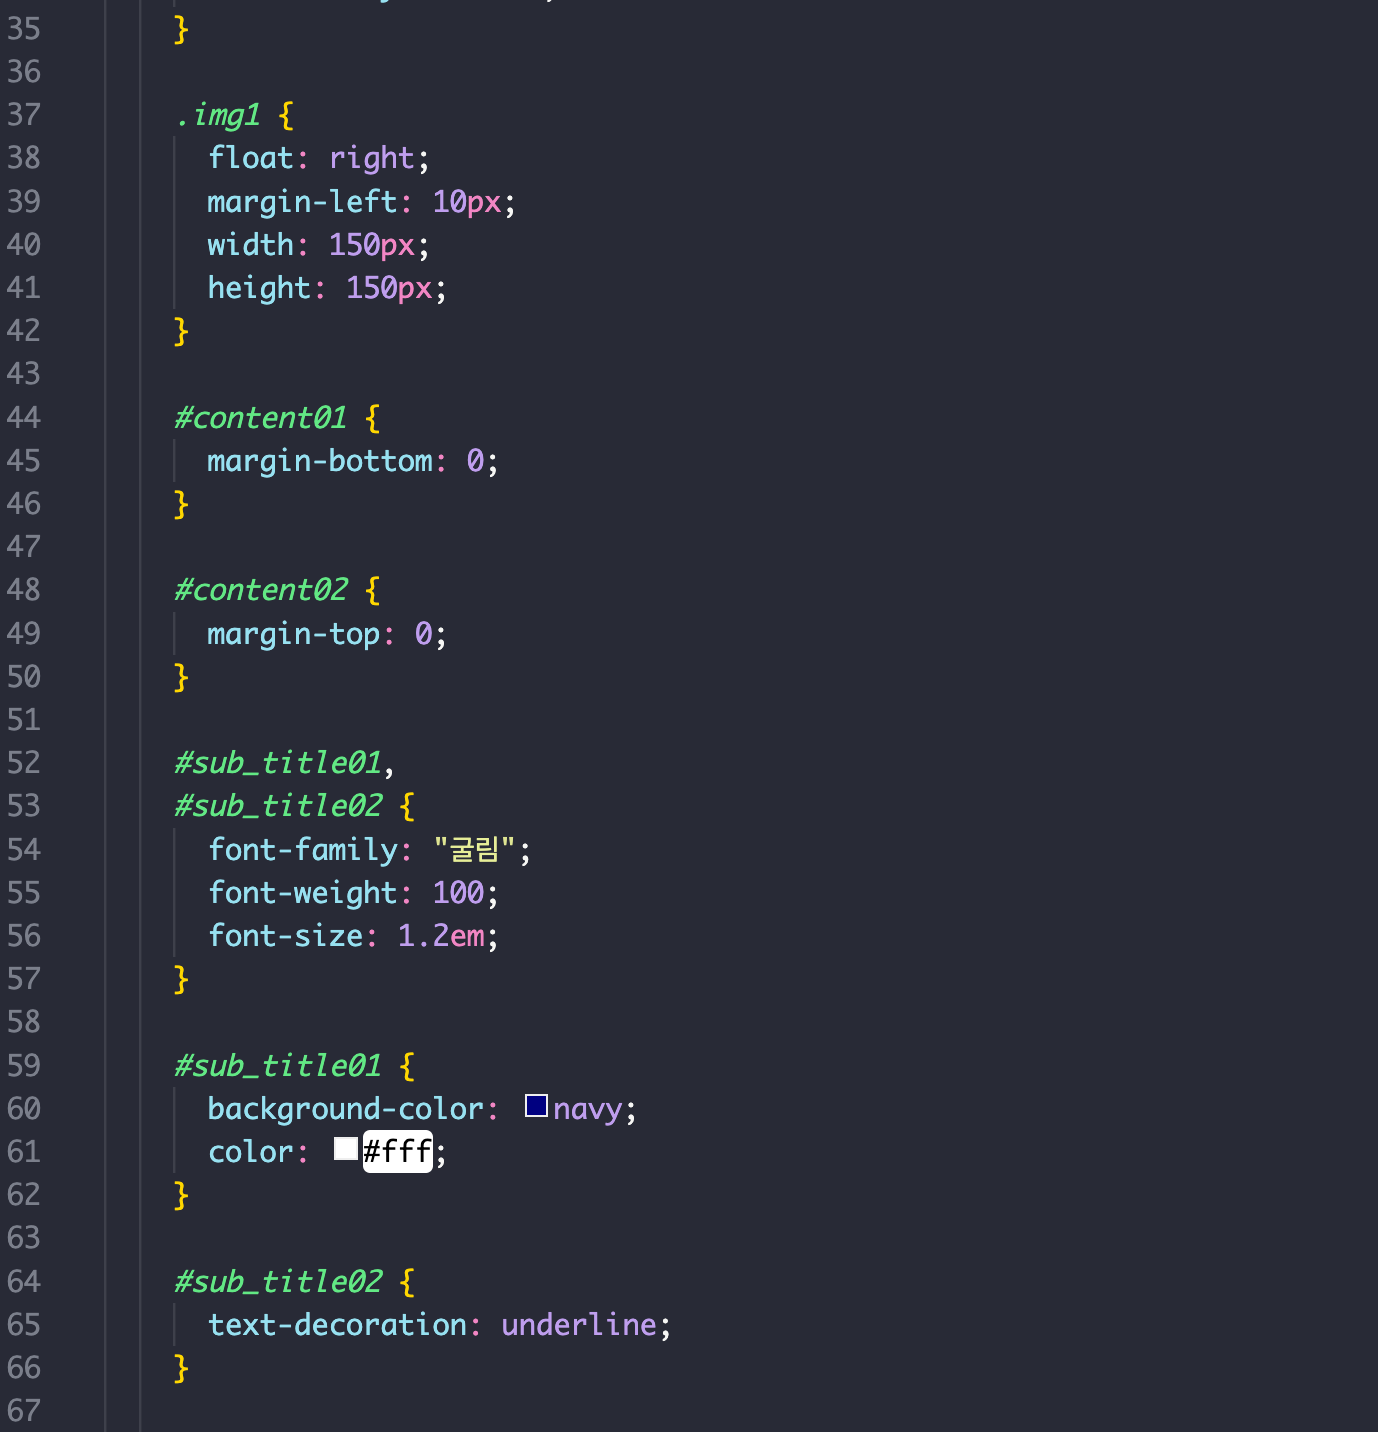 35 }
36
37 .img1 {
38 float: right;
39 margin-left: 10px;
40 width: 150px;
41 height: 150px;
42 }
43
44 #content01 {
45 margin-bottom: 0;
46 }
47
48 #content02 {
49 margin-top: 0;
50 }
51
52 #sub_title01,
53 #sub_title02 {
54 font-family: "굴림";
55 font-weight: 100;
56 font-size: 1.2em;
57 }
58
59 #sub_title01 {
60 background-color: navy;
61 color: #fff;
62 }
63
64 #sub_title02 {
65 text-decoration: underline;
66 }
67